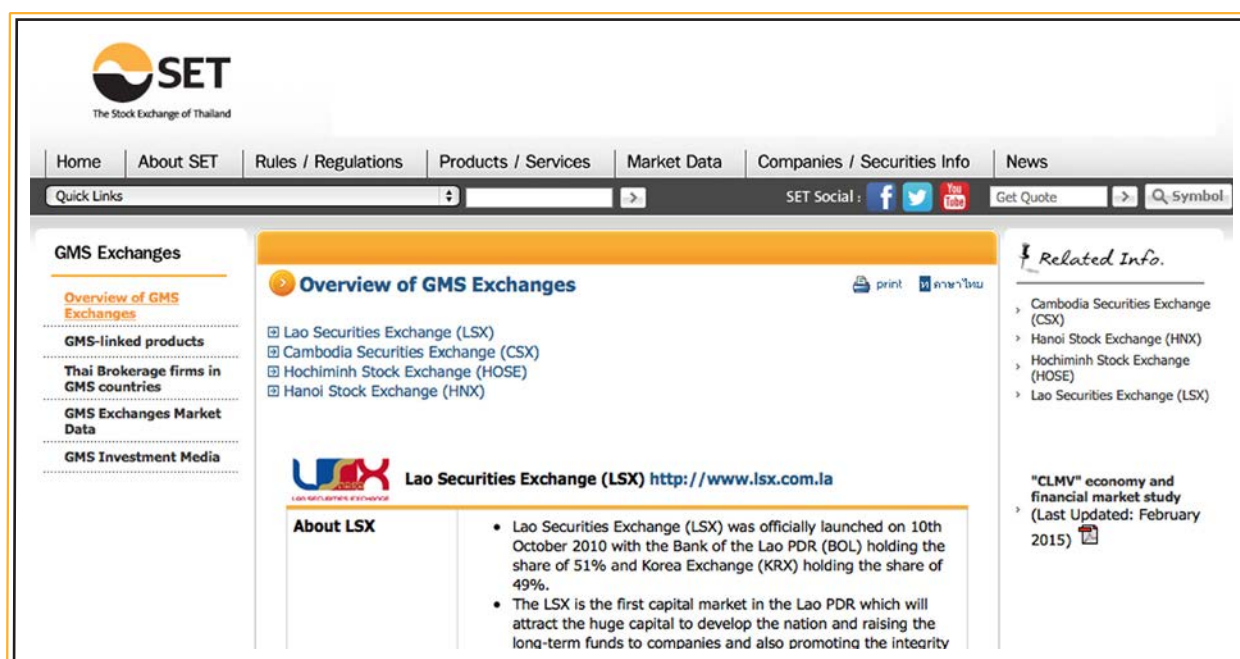 SET
The Stock Exchange of Thailand
Home
About SET
Rules / Regulations
Products / Services
Market Data
Companies / Securities Info
News
Quick Links
SET Social :
f
You
Tube
Get Quote
Symbol
GMS Exchanges
Overview of GMS
Exchanges
GMS-linked products
Thai Brokerage firms in
GMS countries
GMS Exchanges Market
Data
GMS Investment Media
Overview of GMS Exchanges
print
ท ภาษาไทย
Lao Securities Exchange (LSX)
Cambodia Securities Exchange (CSX)
Hochiminh Stock Exchange (HOSE)
Hanoi Stock Exchange (HNX)
LSX
LAO SECURITIES EXCHANGE
Lao Securities Exchange (LSX) http://www.lsx.com.la
About LSX
• Lao Securities Exchange (LSX) was officially launched on 10th
October 2010 with the Bank of the Lao PDR (BOL) holding the
share of 51% and Korea Exchange (KRX) holding the share of
49%.
• The LSX is the first capital market in the Lao PDR which will
attract the huge capital to develop the nation and raising the
long-term funds to companies and also promoting the integrity
Related Info.
Cambodia Securities Exchange
(CSX)
Hanoi Stock Exchange (HNX)
Hochiminh Stock Exchange
(HOSE)
Lao Securities Exchange (LSX)
"CLMV" economy and
financial market study
(Last Updated: February
2015)